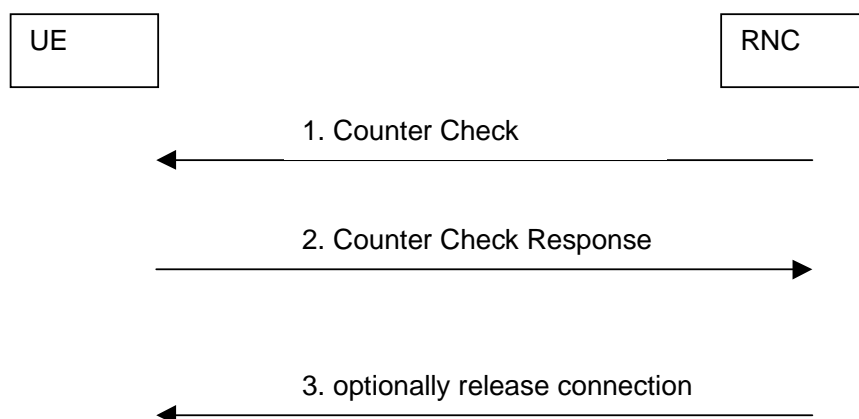 UE
RNC
1. Counter Check
2. Counter Check Response
3. optionally release connection